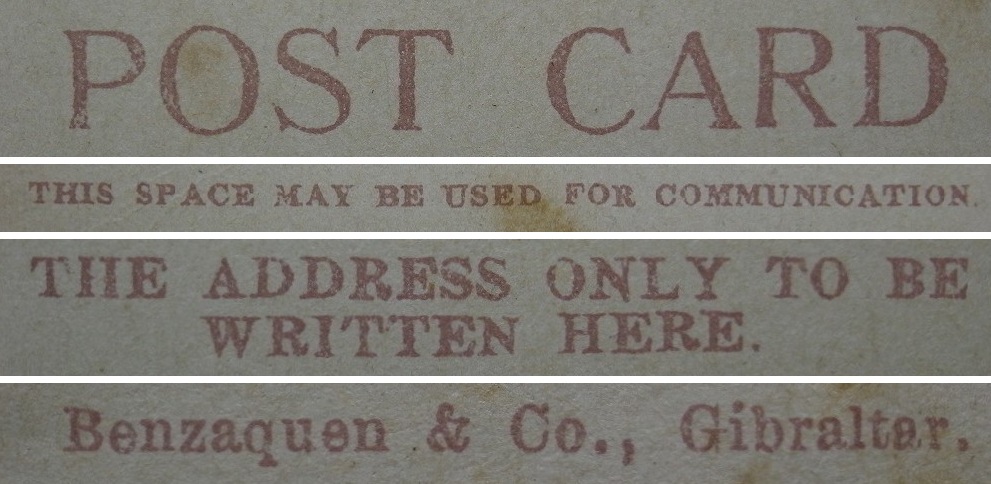 POST CARD
THIS SPACE MAY BE USED FOR COMMUNICATION.
THE ADDRESS ONLY TO BE
WRITTEN HERE.
Benzaquen & Co., Gibraltar.